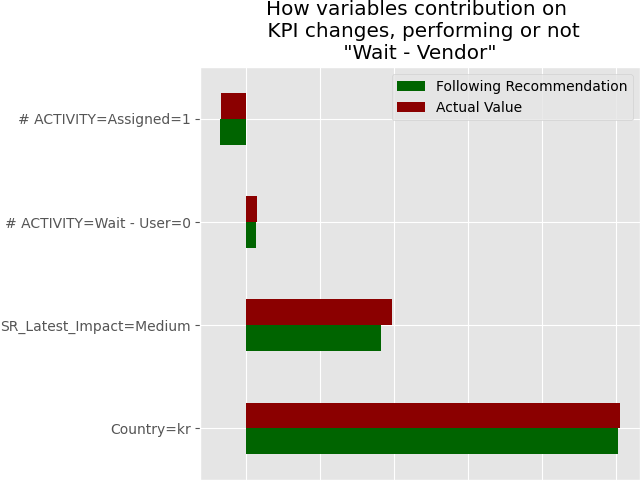 How variables contribution on
KPI changes, performing or not
"Wait - Vendor"
Following Recommendation
Actual Value
# ACTIVITY=Assigned=1
# ACTIVITY=Wait - User=0
SR_Latest_Impact=Medium
Country=kr